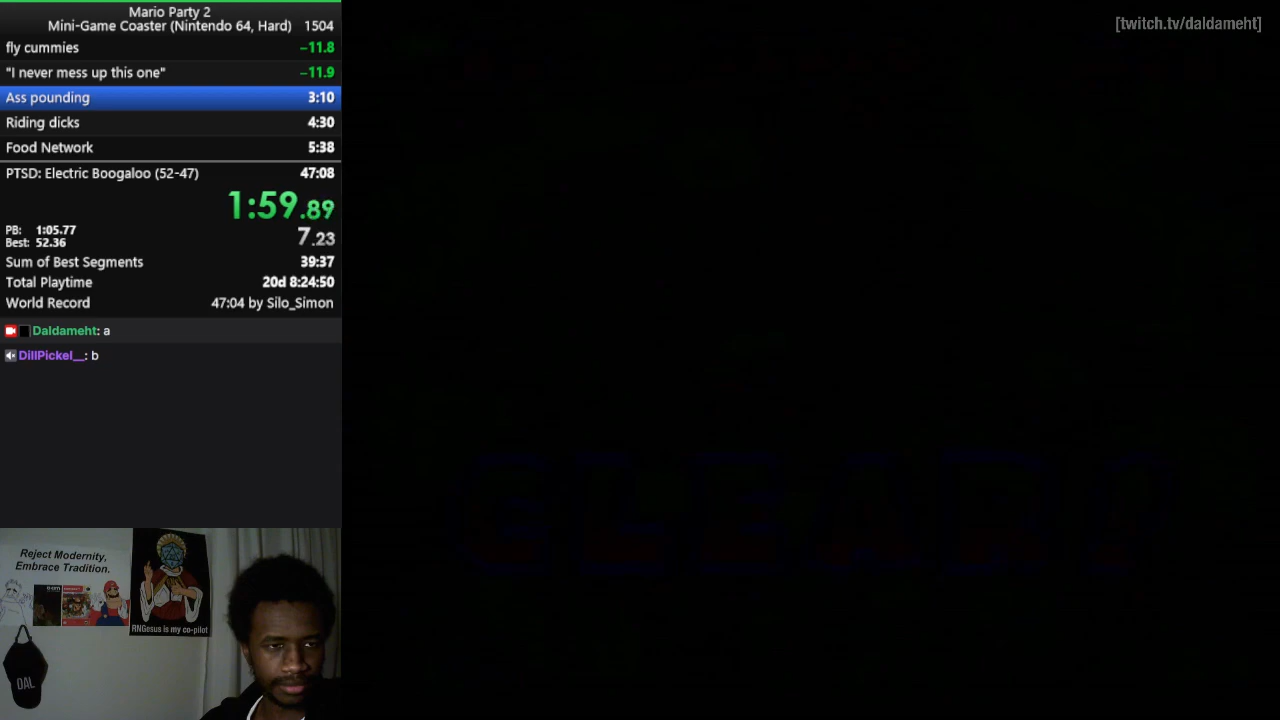 Mario Party 2
Mini-Game Coaster (Nintendo 64, Hard) 1504
fly cummies −11.8
"I never mess up this one" −11.9
Ass pounding 3:10
Riding dicks 4:30
Food Network 5:38
PTSD: Electric Boogaloo (52-47) 47:08
1:59.89
PB: 1:05.77
Best: 52.36
7.23
Sum of Best Segments 39:37
Total Playtime 20d 8:24:50
World Record 47:04 by Silo_Simon
Daldameht: a
DillPickel__: b
[twitch.tv/daldameht]
CLEAR!
Reject Modernity,
Embrace Tradition.
RNGesus is my co-pilot
DAL